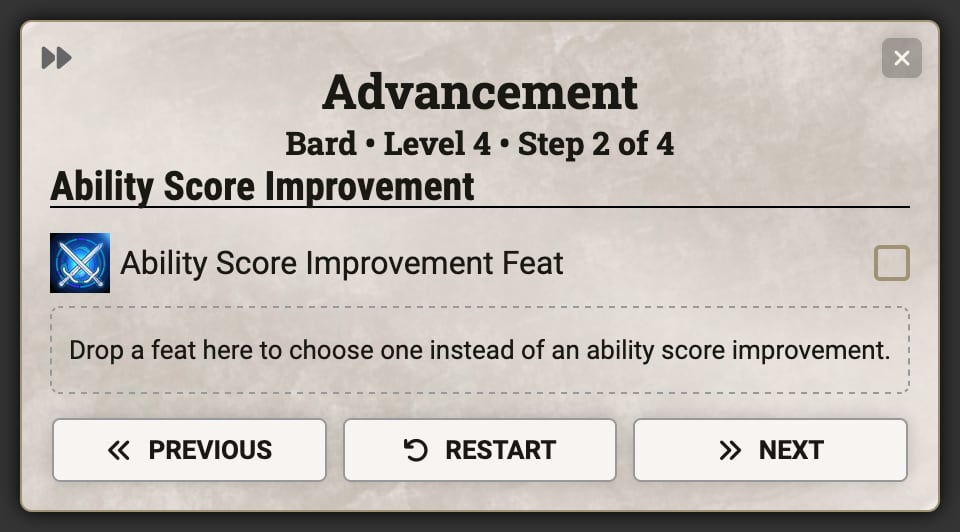 Advancement
Bard • Level 4 • Step 2 of 4
Ability Score Improvement
Ability Score Improvement Feat
Drop a feat here to choose one instead of an ability score improvement.
PREVIOUS
RESTART
NEXT